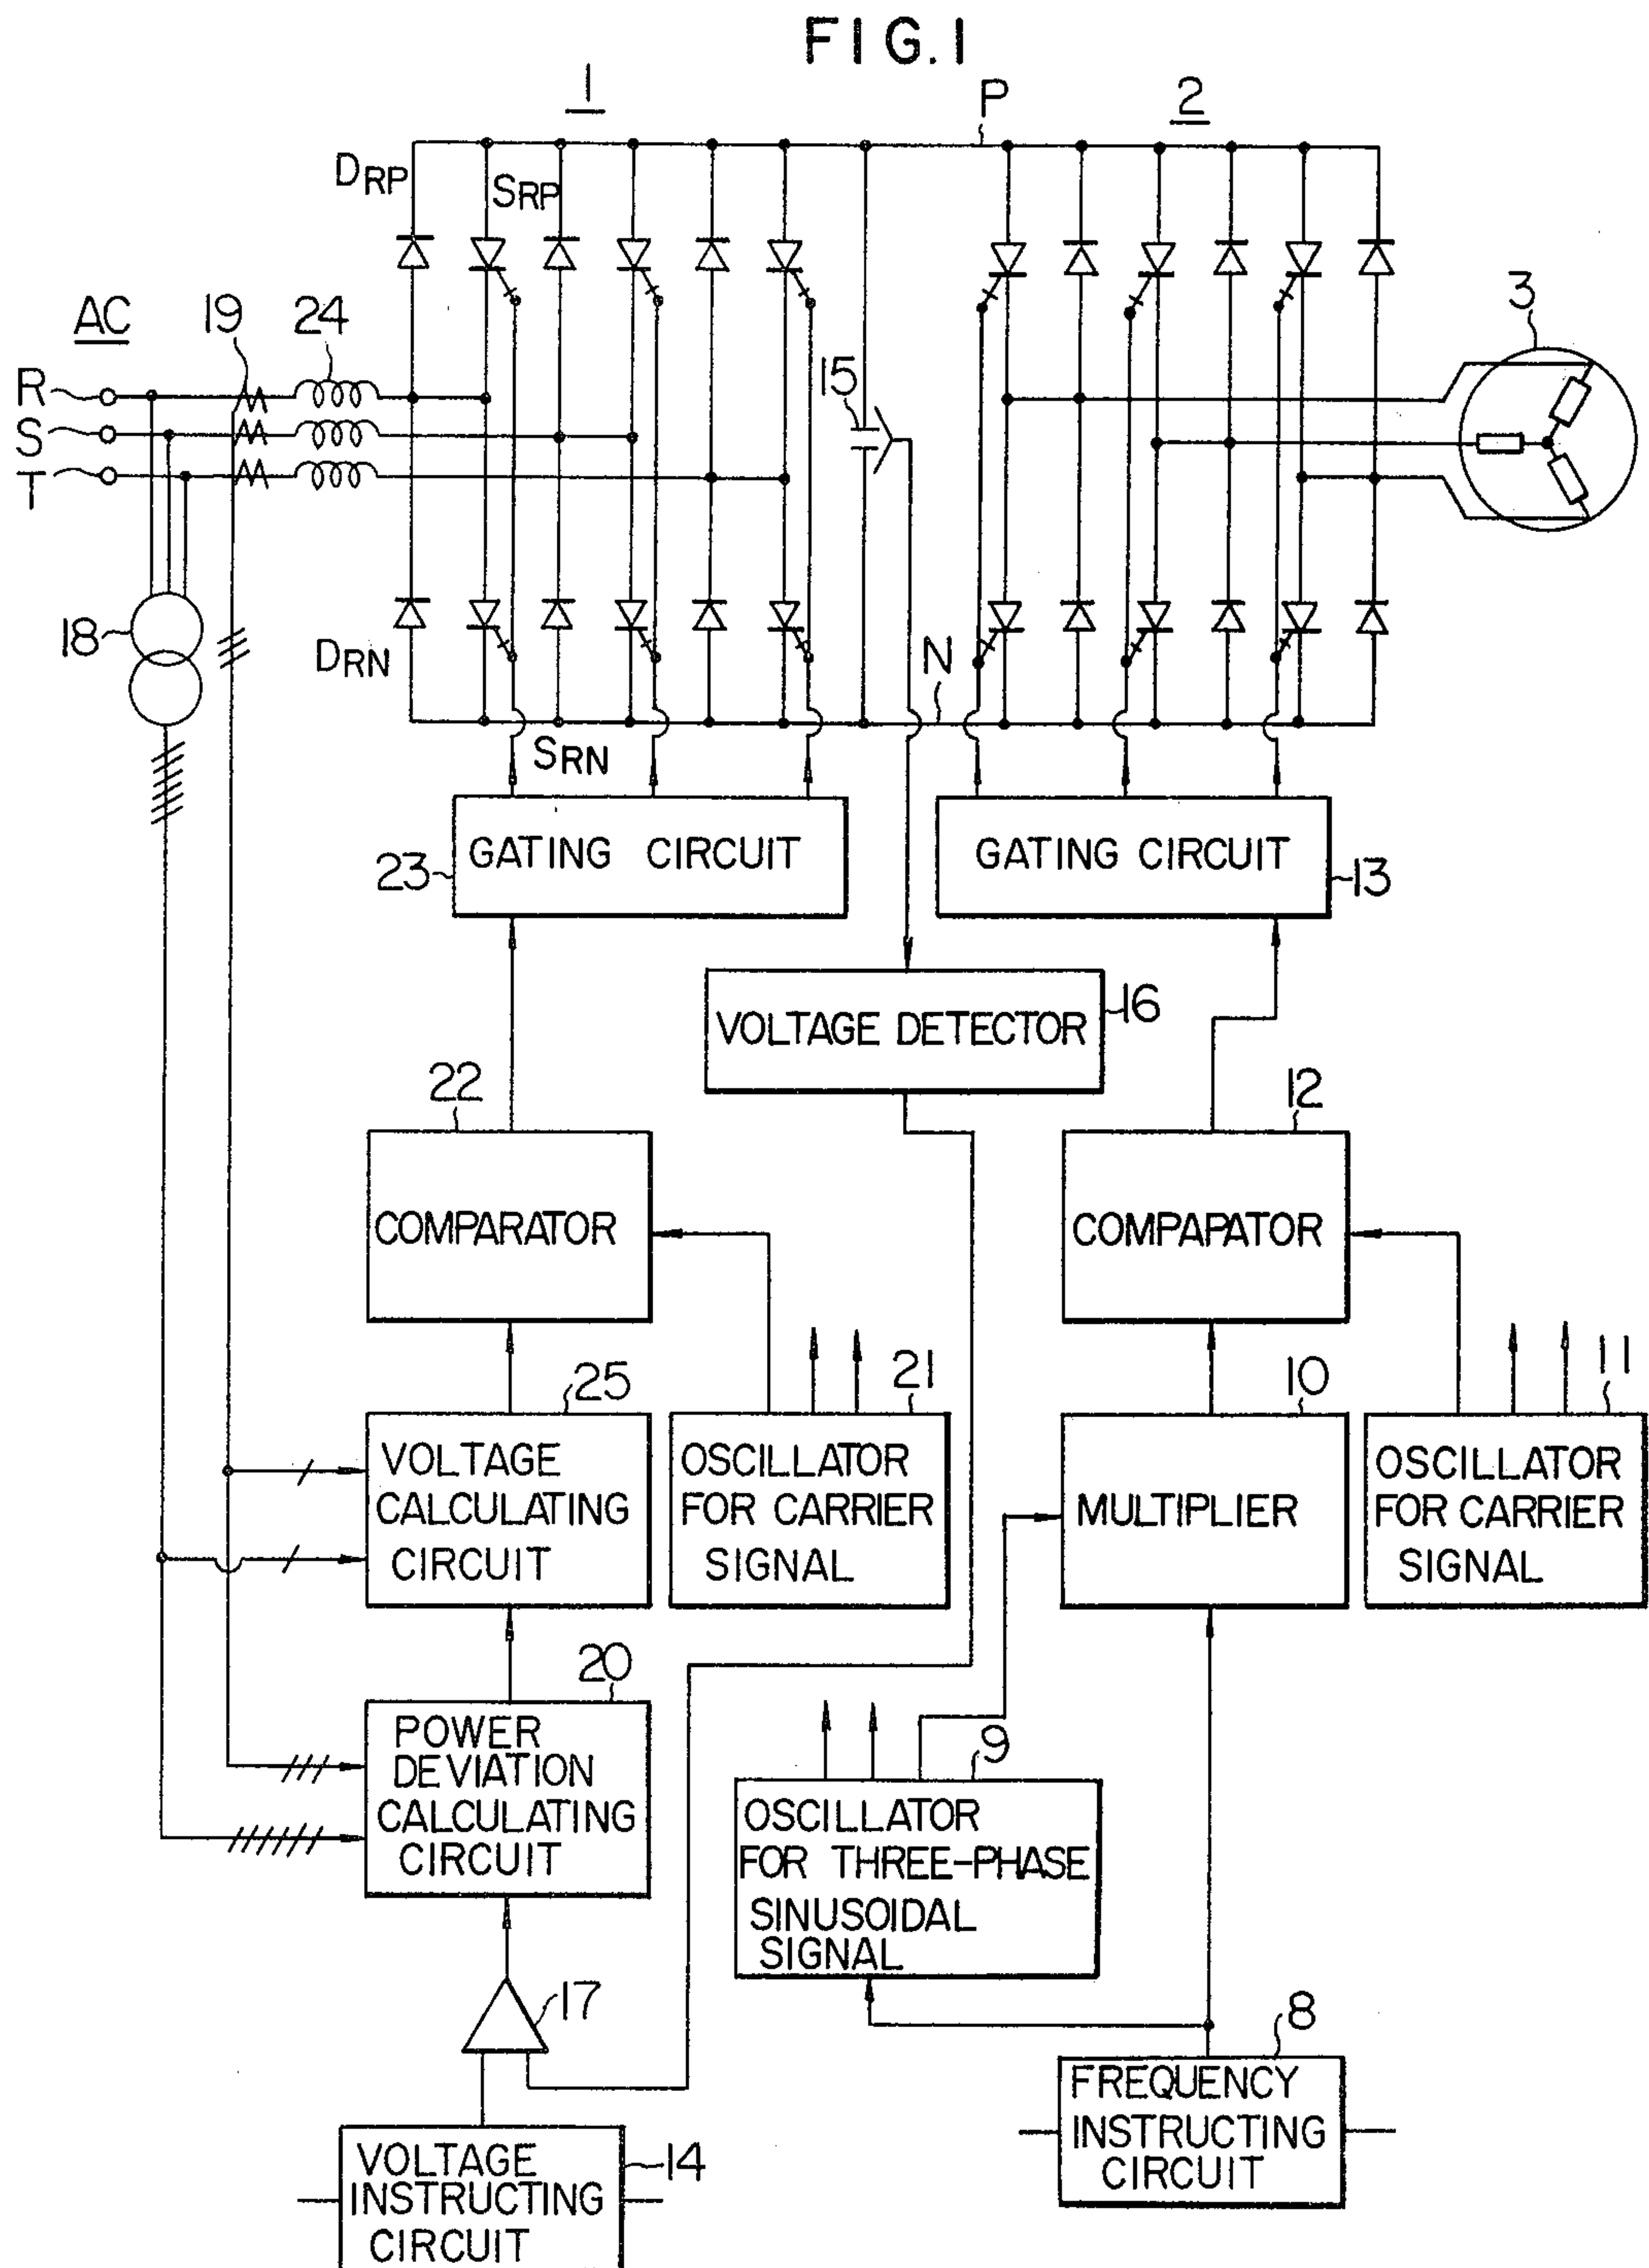 FIG.1
1
P
2
DRP
SRP
AC
19
24
3
R
S
T
15
18
DRN
N
SRN
GATING CIRCUIT
23
GATING CIRCUIT
13
VOLTAGE DETECTOR
16
22
12
COMPARATOR
COMPAPATOR
25
21
10
11
VOLTAGE
CALCULATING
CIRCUIT
OSCILLATOR
FOR CARRIER
SIGNAL
MULTIPLIER
OSCILLATOR
FOR CARRIER
SIGNAL
20
POWER
DEVIATION
CALCULATING
CIRCUIT
9
OSCILLATOR
FOR THREE-PHASE
SINUSOIDAL
SIGNAL
17
8
FREQUENCY
INSTRUCTING
CIRCUIT
VOLTAGE
INSTRUCTING
CIRCUIT
14